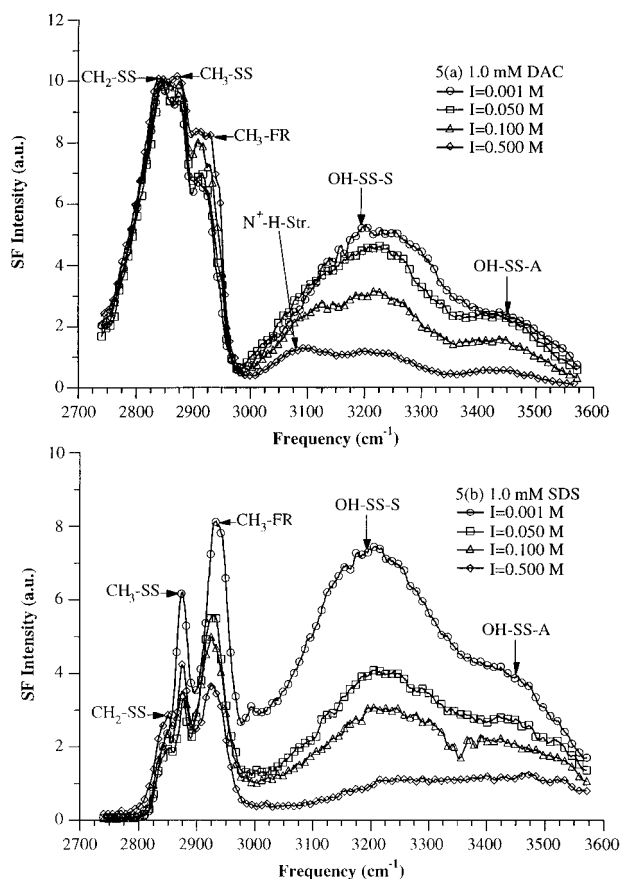 12
10
8
6
4
2
0
SF Intensity (a.u.)
CH2-SS
CH3-SS
CH3-FR
N+-H-Str.
OH-SS-S
OH-SS-A
5(a) 1.0 mM DAC
I=0.001 M
I=0.050 M
I=0.100 M
I=0.500 M
2700 2800 2900 3000 3100 3200 3300 3400 3500 3600
Frequency (cm-1)
10
8
6
4
2
0
SF Intensity (a.u.)
CH3-FR
CH3-SS
CH2-SS
OH-SS-S
OH-SS-A
5(b) 1.0 mM SDS
I=0.001 M
I=0.050 M
I=0.100 M
I=0.500 M
2700 2800 2900 3000 3100 3200 3300 3400 3500 3600
Frequency (cm-1)